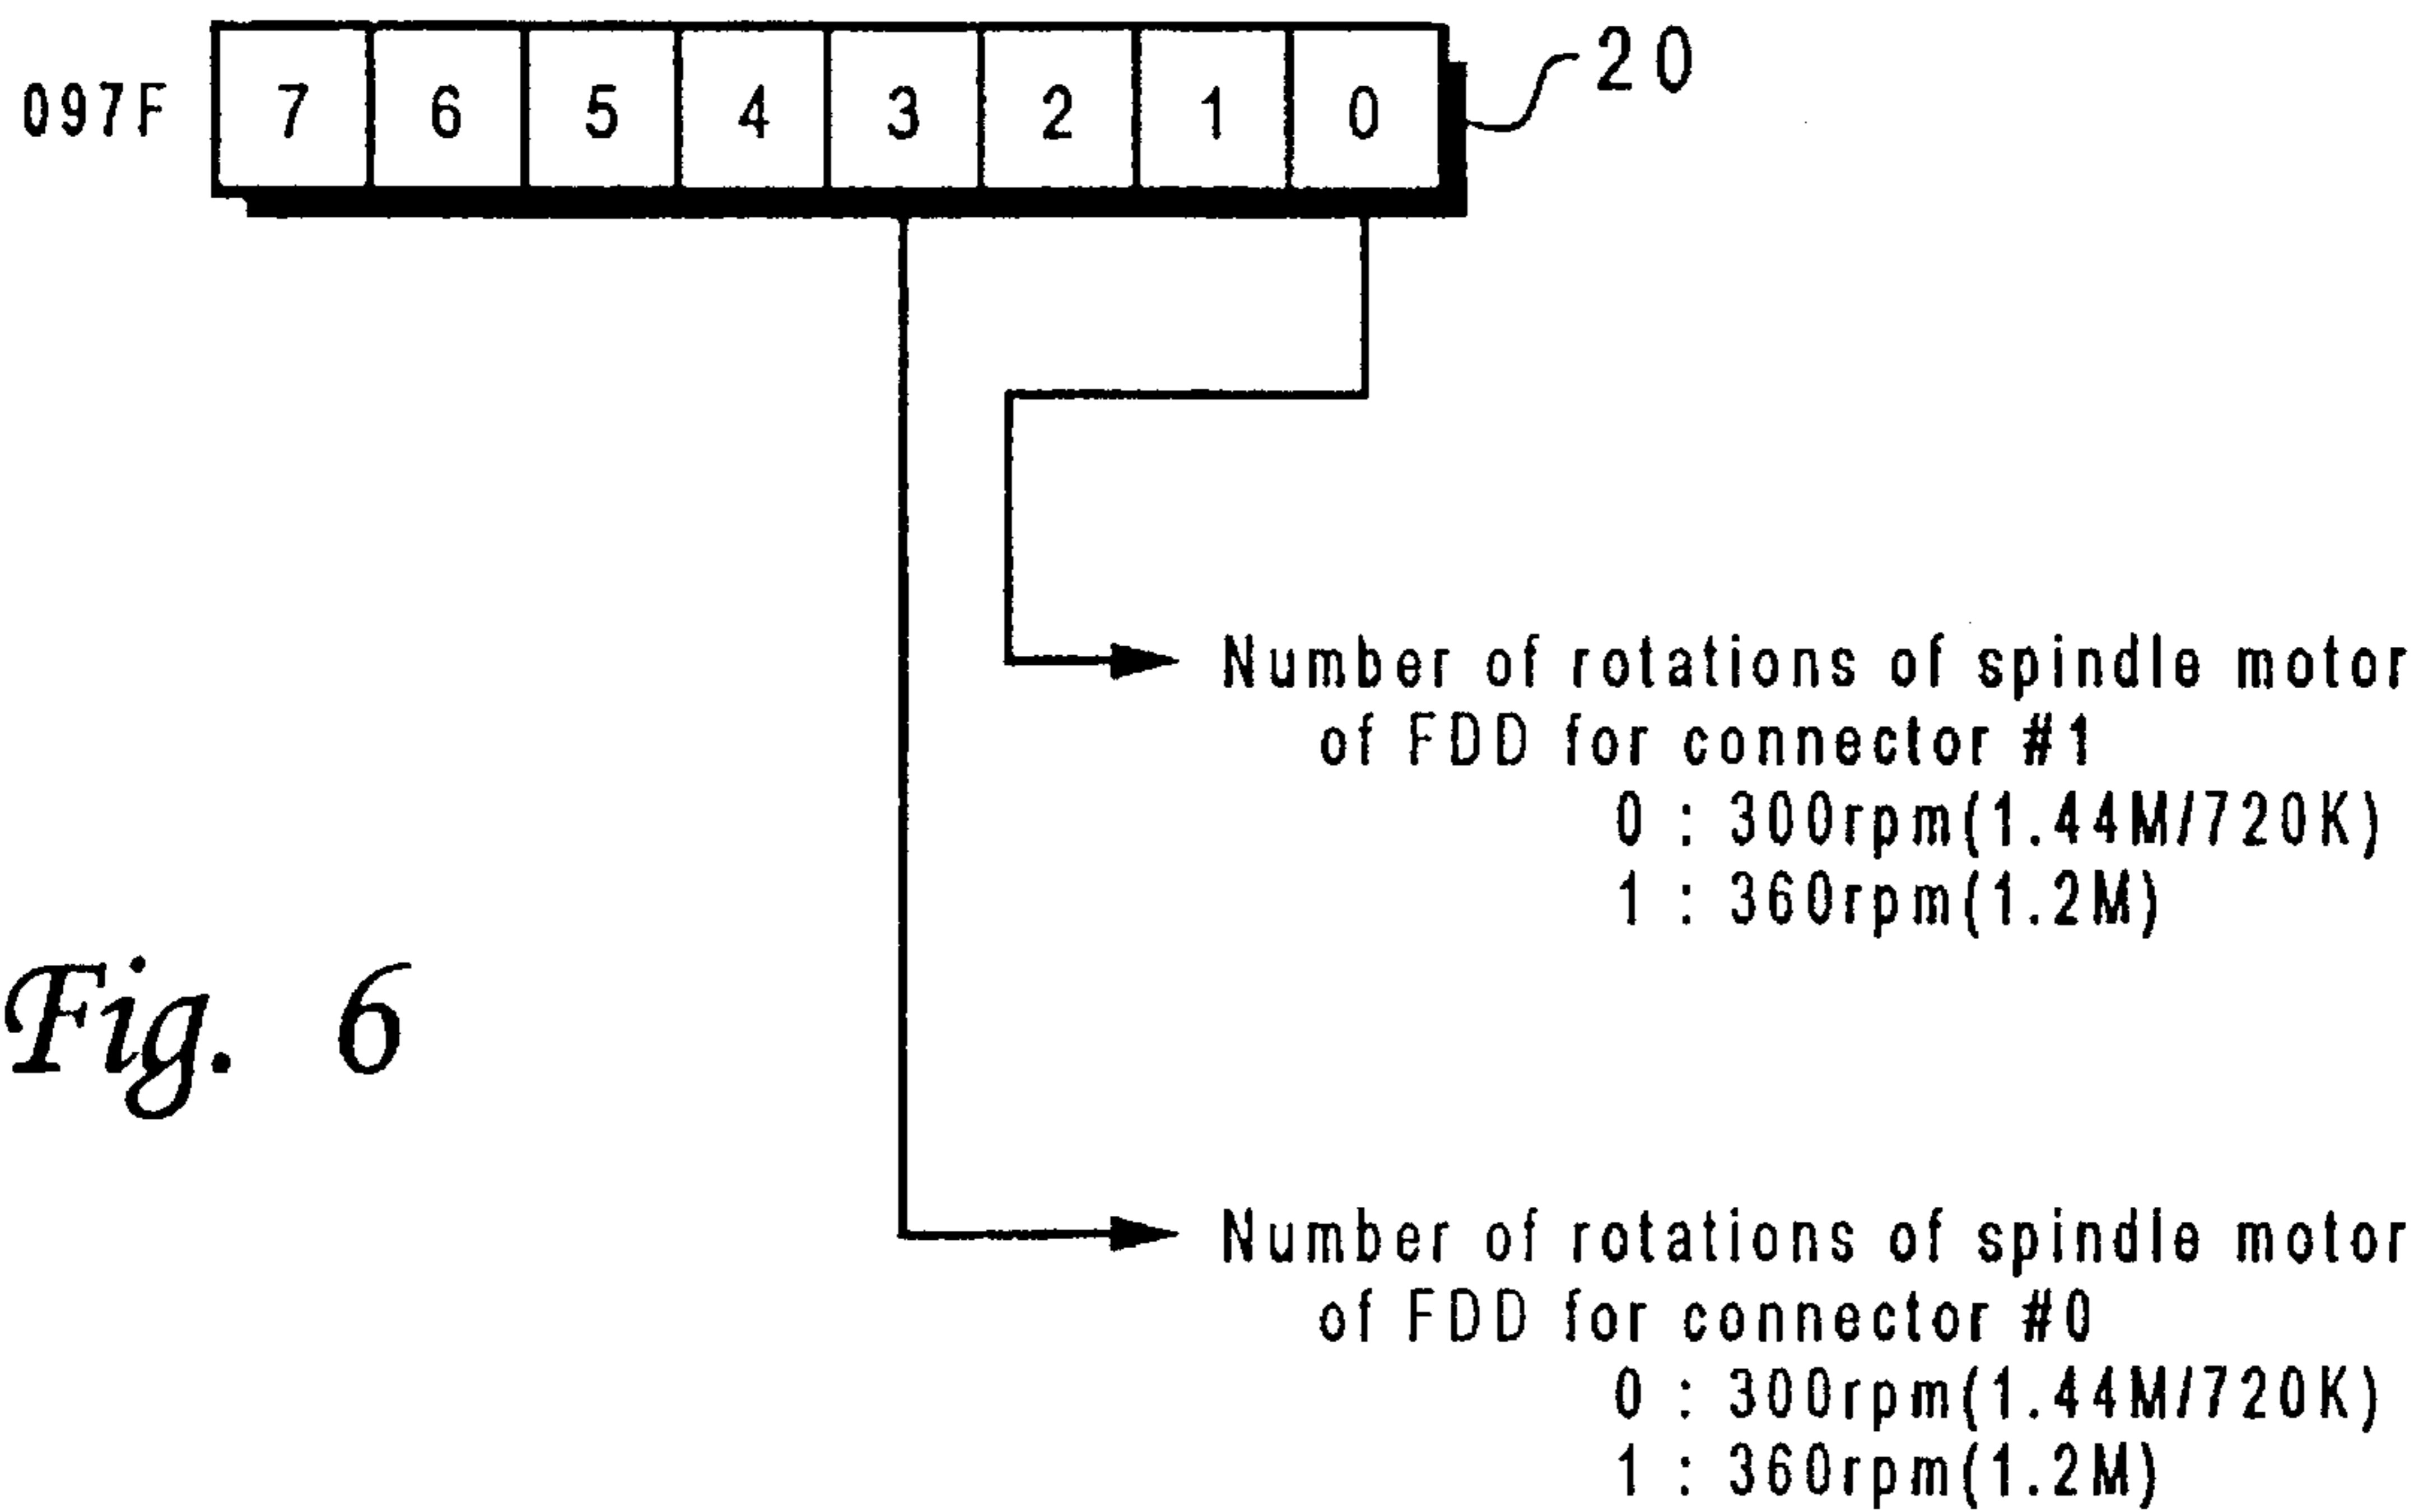 097F 7 6 5 4 3 2 1 0 20
Number of rotations of spindle motor
of FDD for connector #1
0 : 300rpm(1.44M/720K)
1 : 360rpm(1.2M)
Fig. 6
Number of rotations of spindle motor
of FDD for connector #0
0 : 300rpm(1.44M/720K)
1 : 360rpm(1.2M)